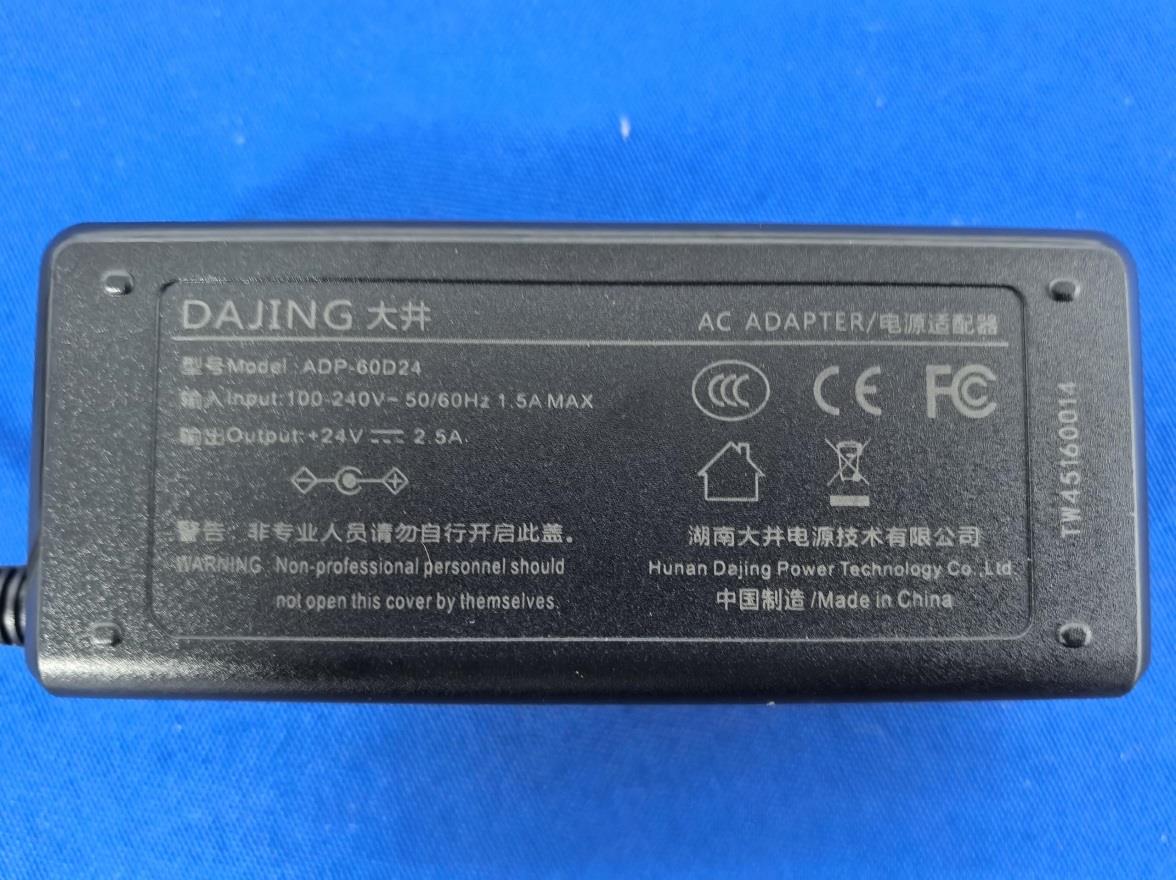 DAJING 大井
AC ADAPTER/电源适配器
型号Model :ADP-60D24
输入Input:100-240V~ 50/60Hz 1.5A MAX
输出Output:+24V ⎓ 2.5A
CCC CE FC
警告：非专业人员请勿自行开启此盖。
WARNING Non-professional personnel should
not open this cover by themselves.
湖南大井电源技术有限公司
Hunan Dajing Power Technology Co.,Ltd
中国制造/Made in China
TW45160014